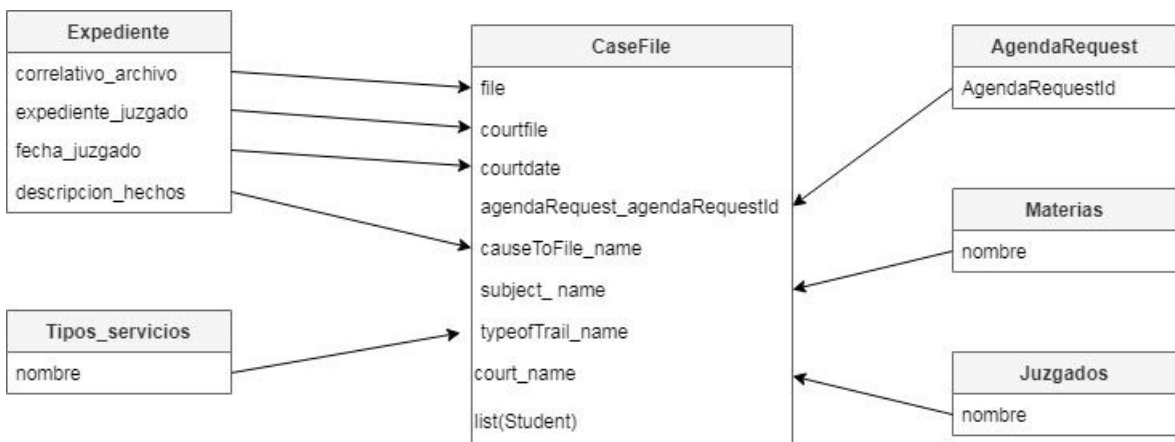 Expediente
correlativo_archivo
expediente_juzgado
fecha_juzgado
descripcion_hechos
Tipos_servicios
nombre
CaseFile
file
courtfile
courtdate
agendaRequest_agendaRequestId
causeToFile_name
subject_ name
typeofTrail_name
court_name
list(Student)
AgendaRequest
AgendaRequestId
Materias
nombre
Juzgados
nombre